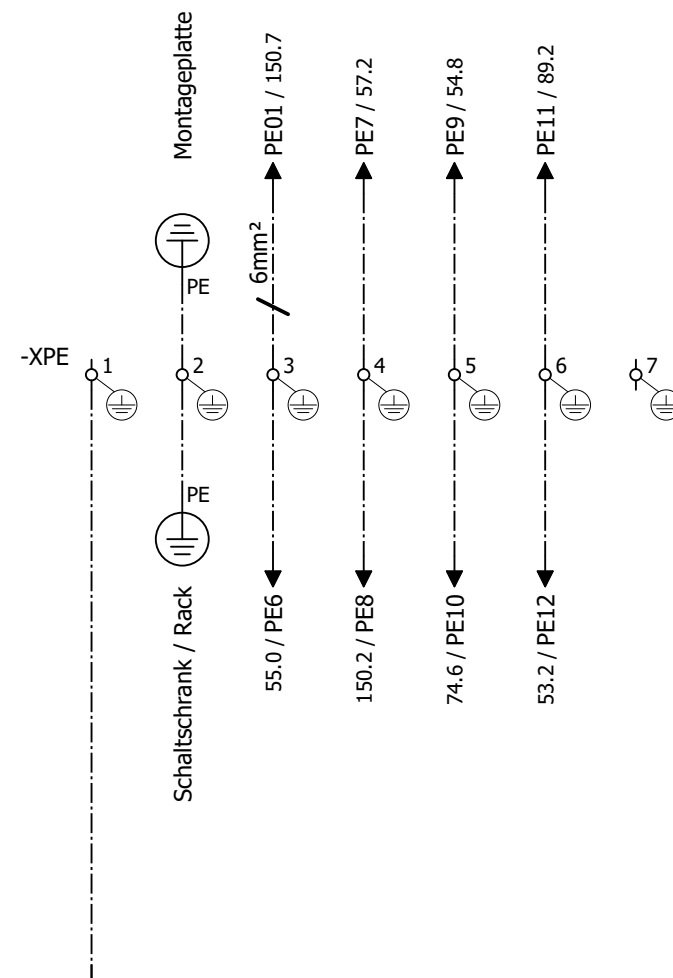 Montageplatte
PE01 / 150.7
PE7 / 57.2
PE9 / 54.8
PE11 / 89.2
6mm²
PE
-XPE
1
2
3
4
5
6
7
PE
Schaltschrank / Rack
55.0 / PE6
150.2 / PE8
74.6 / PE10
53.2 / PE12